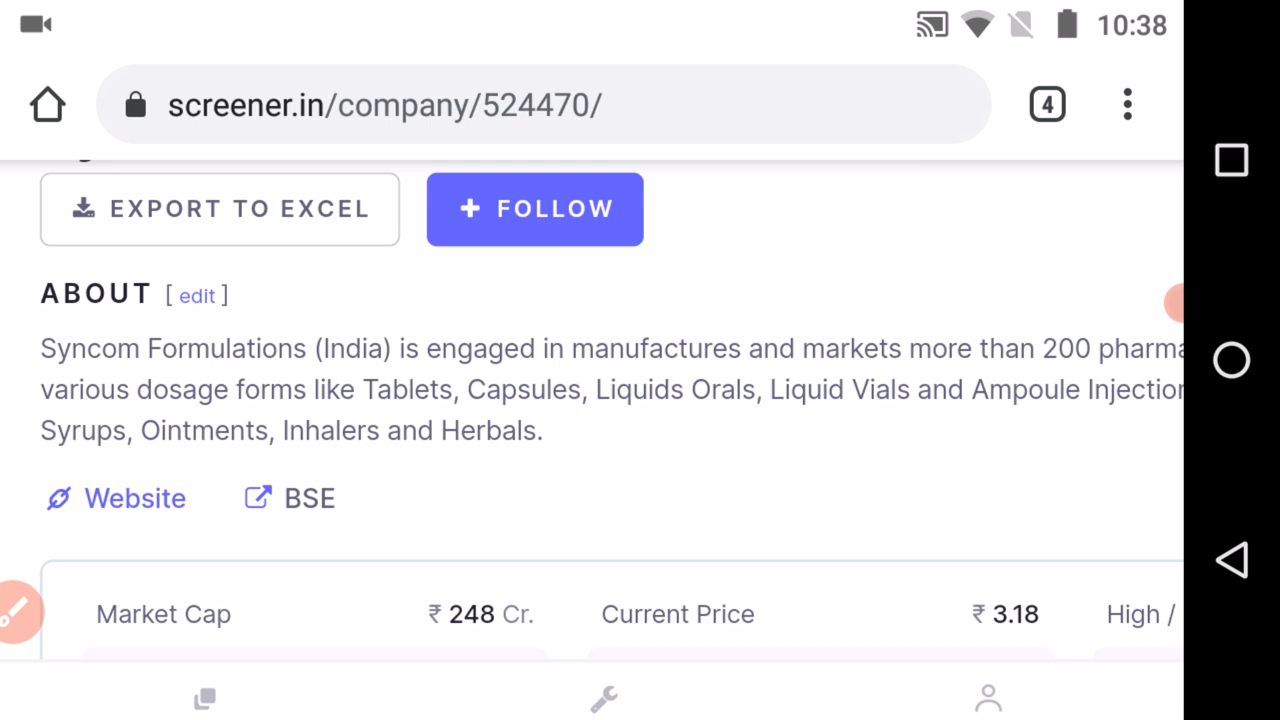 10:38
screener.in/company/524470/
4
EXPORT TO EXCEL
+ FOLLOW
ABOUT [ edit ]
Syncom Formulations (India) is engaged in manufactures and markets more than 200 pharma
various dosage forms like Tablets, Capsules, Liquids Orals, Liquid Vials and Ampoule Injection
Syrups, Ointments, Inhalers and Herbals.
Website BSE
Market Cap ₹ 248 Cr. Current Price ₹ 3.18 High /